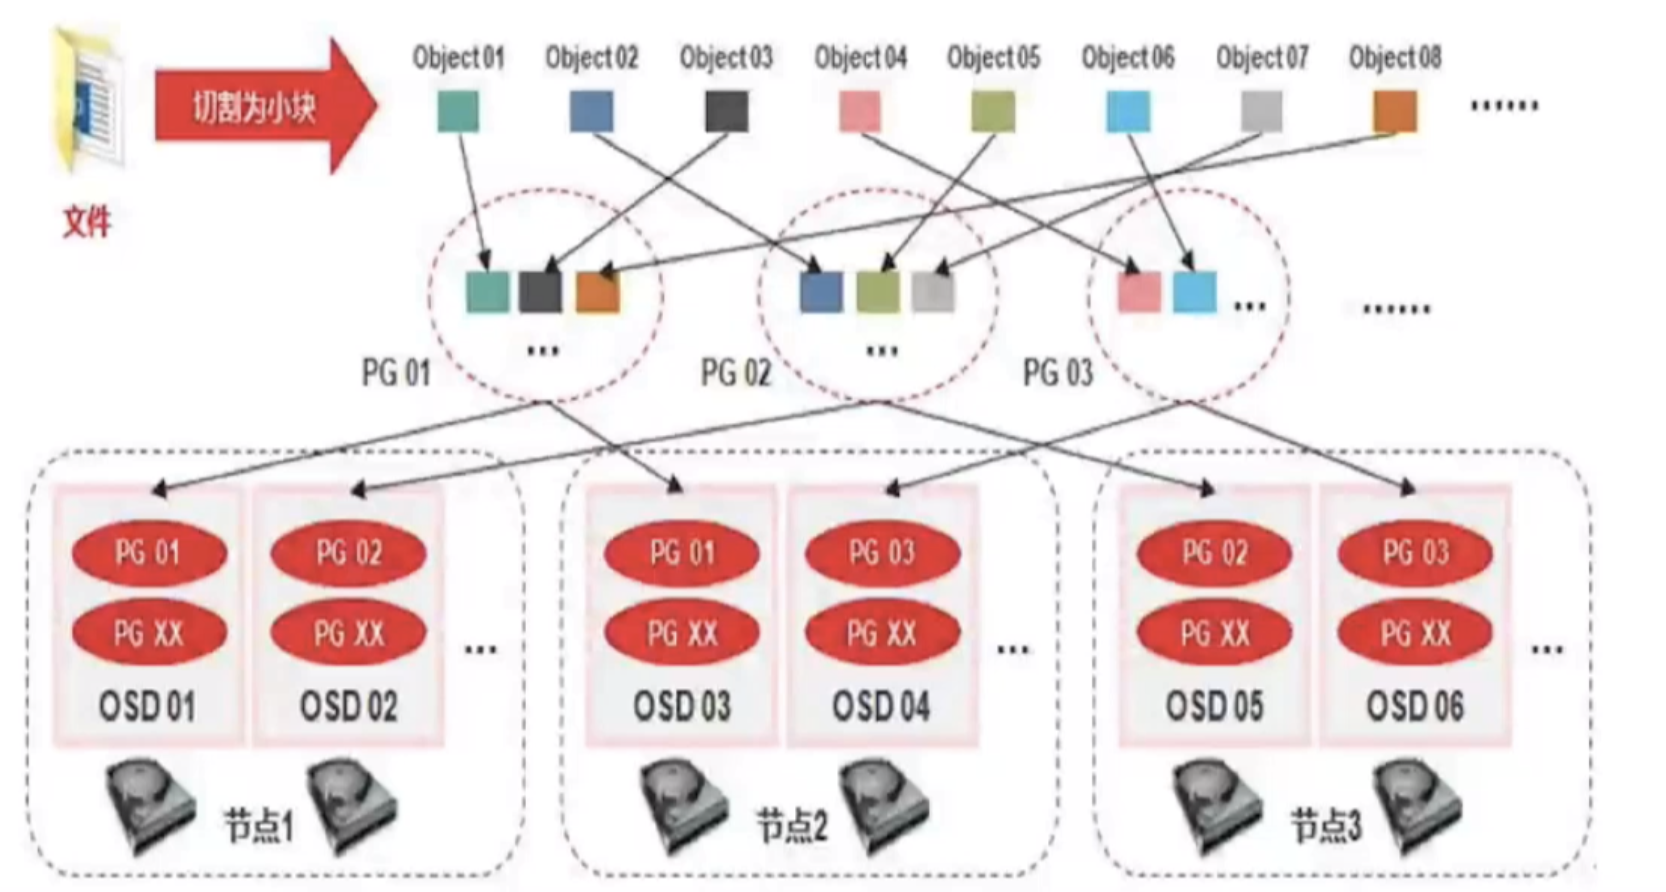 Object 01 Object 02 Object 03 Object 04 Object 05 Object 06 Object 07 Object 08
切割为小块
······
文件
... ... ... ······
PG 01 PG 02 PG 03
PG 01 PG 02 PG 01 PG 03 PG 02 PG 03
PG XX PG XX ... PG XX PG XX ... PG XX PG XX ...
OSD 01 OSD 02 OSD 03 OSD 04 OSD 05 OSD 06
节点1 节点2 节点3